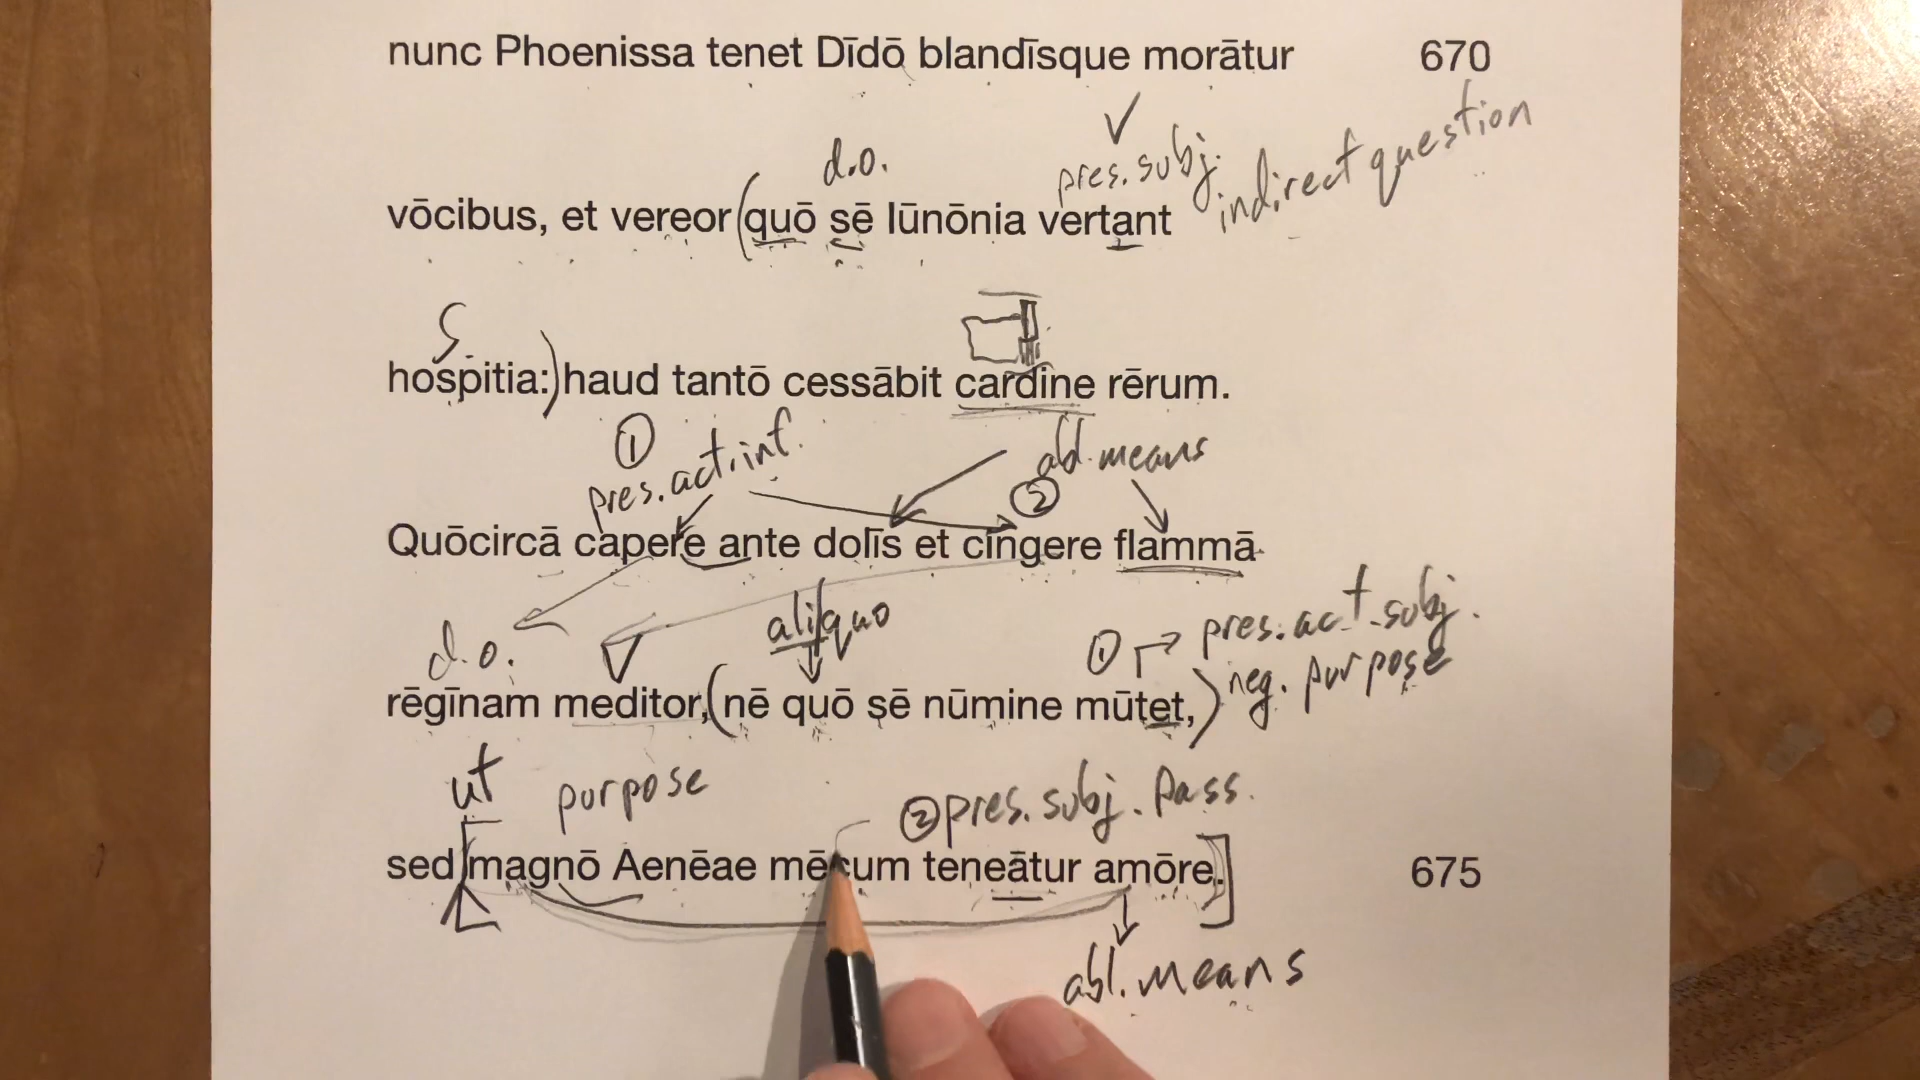 nunc Phoenissa tenet Dīdō blandīsque morātur 670
V
d.o. pres. subj. indirect question
vōcibus, et vereor (quō sē Iūnōnia vertant
S.
hospitia:) haud tantō cessābit cardine rērum.
① pres. act. inf. abl. means ②
Quōcircā capere ante dolīs et cingere flammā
d.o. V ali/quo ① pres. act. subj.
rēgīnam meditor, (nē quō sē nūmine mūtet,) neg. purpose
ut purpose ② pres. subj. pass.
sed [magnō Aenēae mēcum teneātur amōre.] 675
abl. means